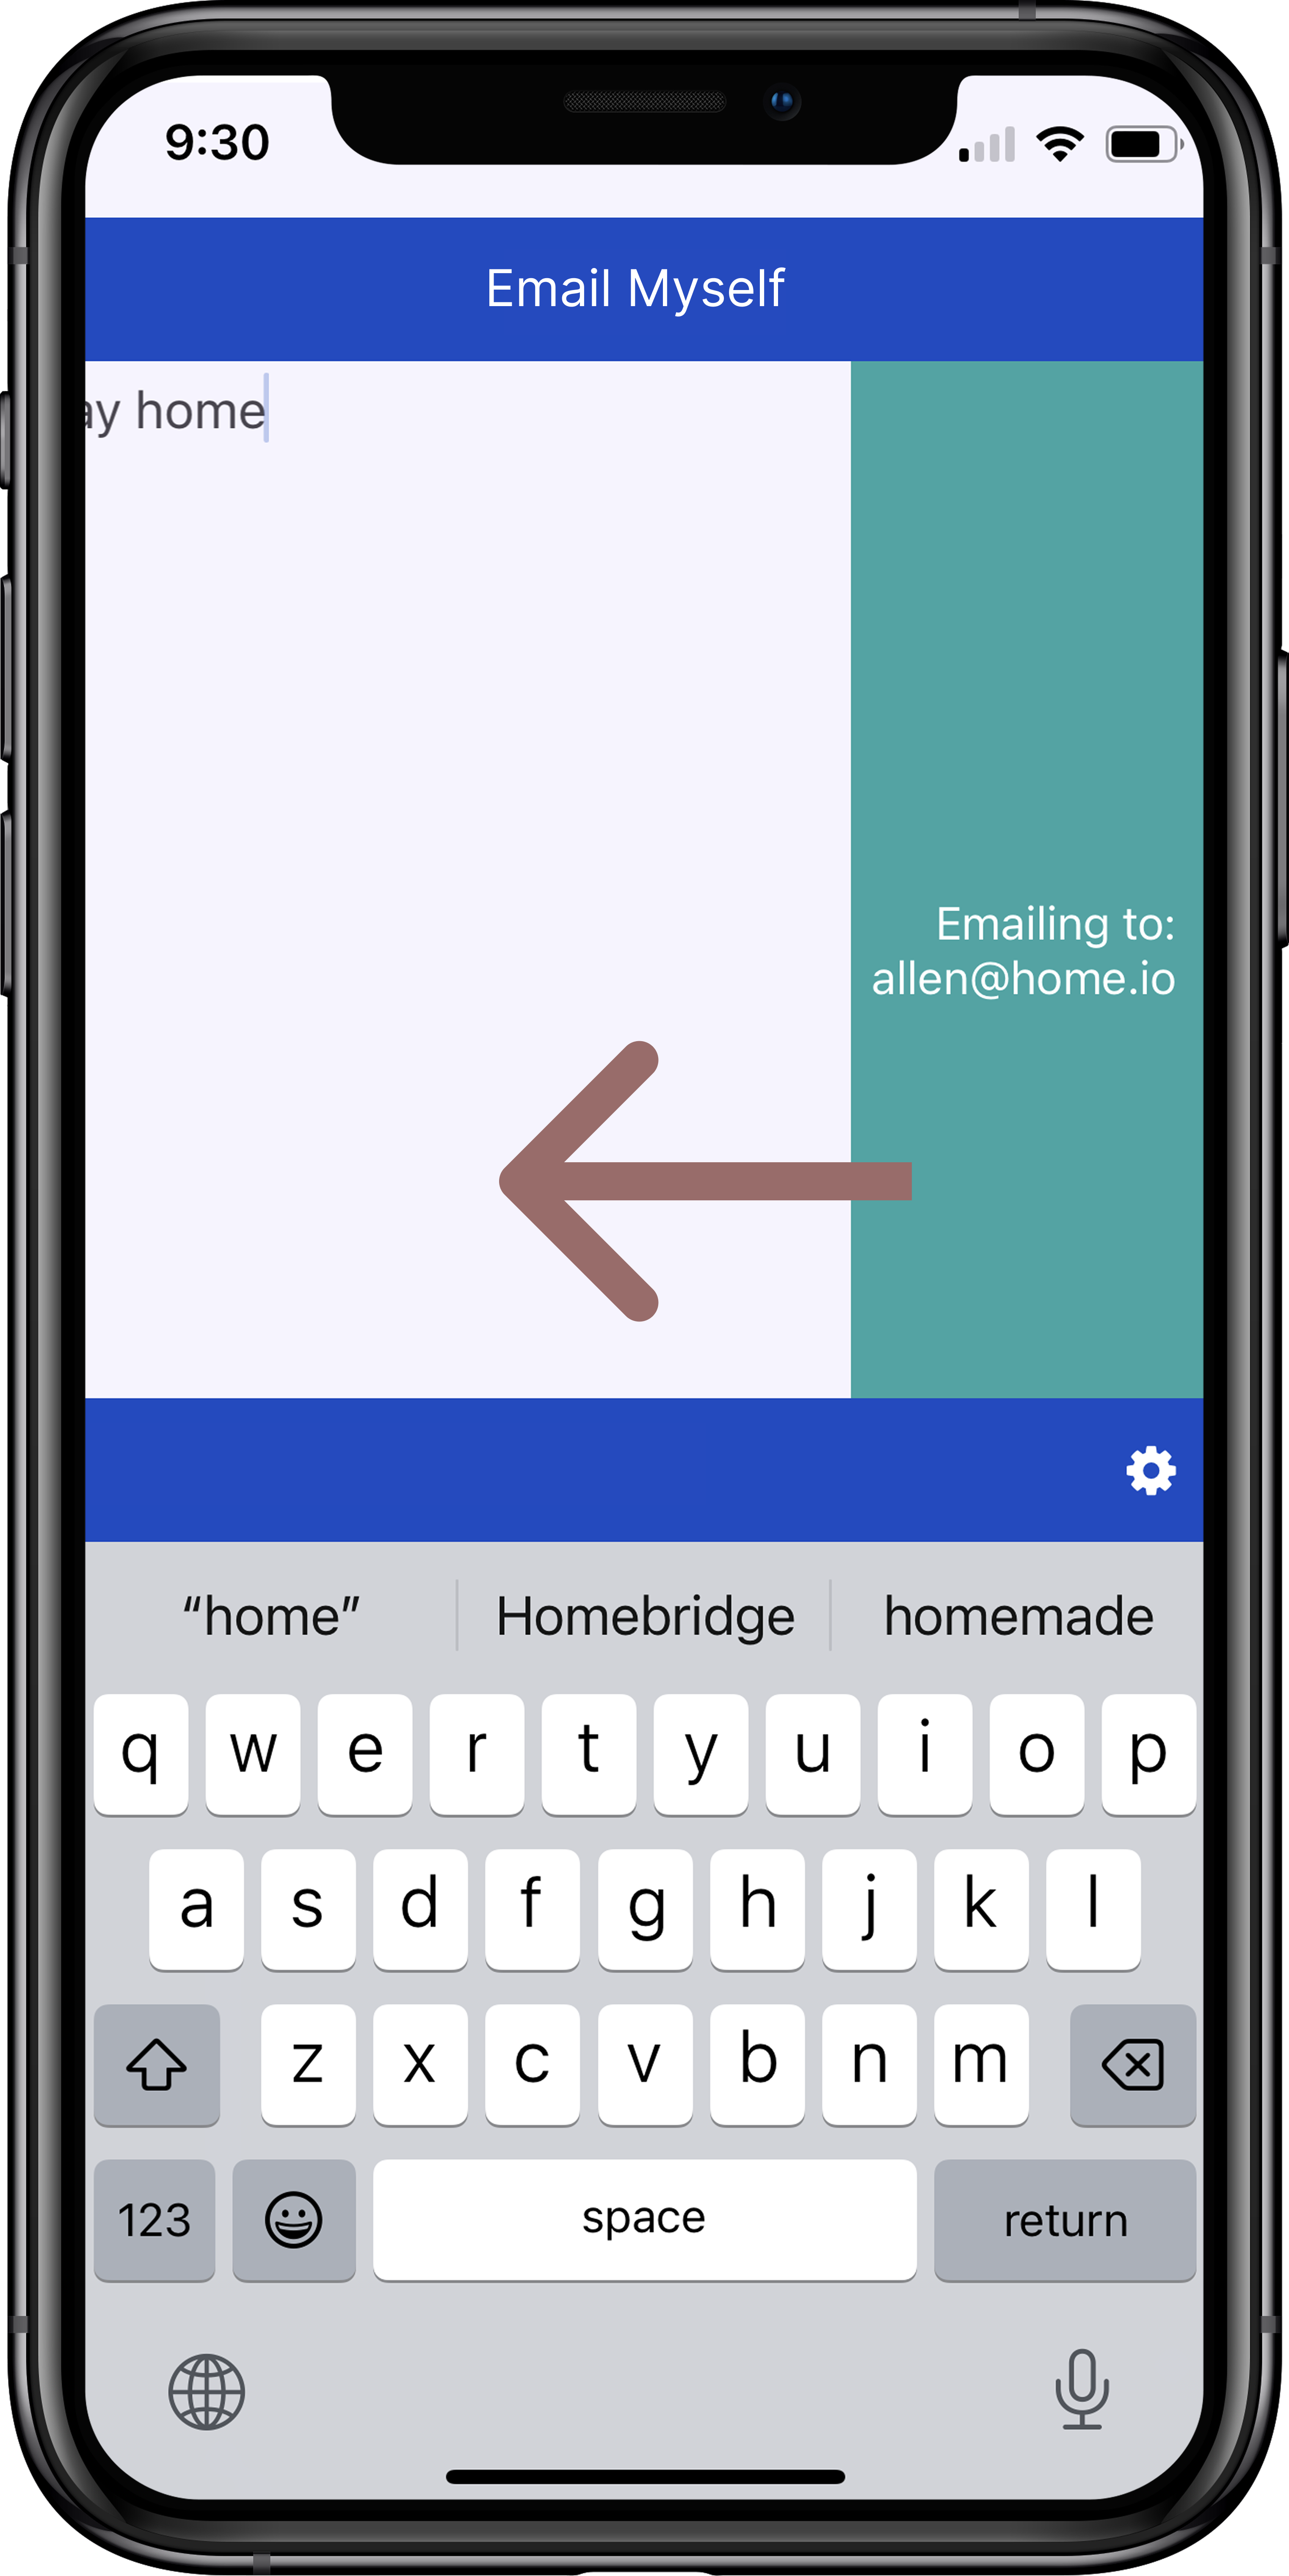 9:30
Email Myself
ay home
Emailing to:
allen@home.io
“home” Homebridge homemade
q w e r t y u i o p
a s d f g h j k l
z x c v b n m
123 space return